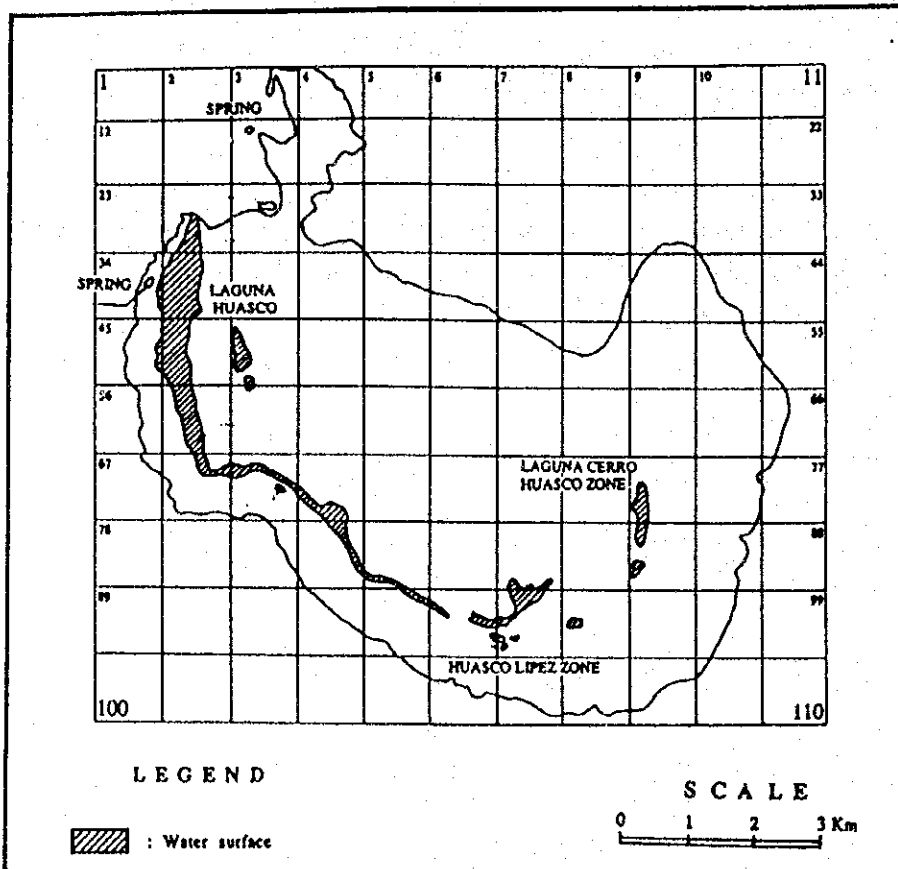 1 2 3 4 5 6 7 8 9 10 11
SPRING
12 22
23 33
34 44
SPRING
LAGUNA
HUASCO
45 55
56 66
67 77
LAGUNA CERRO
HUASCO ZONE
78 88
89 99
HUASCO LIPEZ ZONE
100 110
LEGEND
SCALE
0 1 2 3 Km
: Water surface